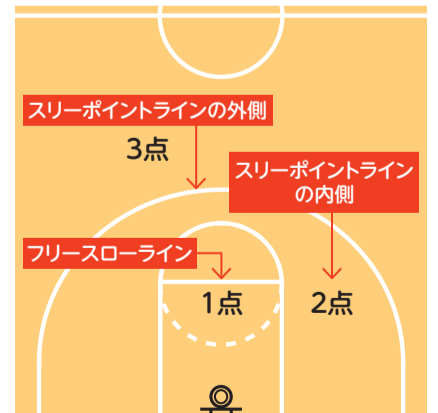 スリーポイントラインの外側
3点
スリーポイントライン
の内側
フリースローライン
1点
2点